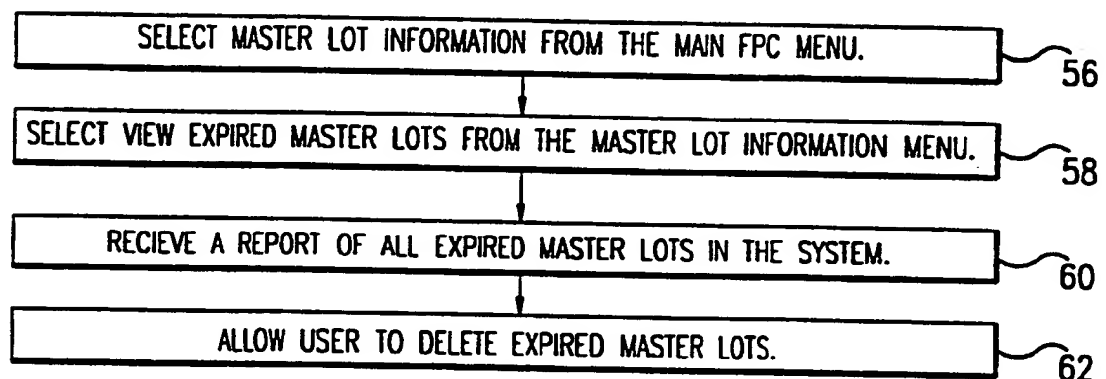 SELECT MASTER LOT INFORMATION FROM THE MAIN FPC MENU.
56
SELECT VIEW EXPIRED MASTER LOTS FROM THE MASTER LOT INFORMATION MENU.
58
RECIEVE A REPORT OF ALL EXPIRED MASTER LOTS IN THE SYSTEM.
60
ALLOW USER TO DELETE EXPIRED MASTER LOTS.
62